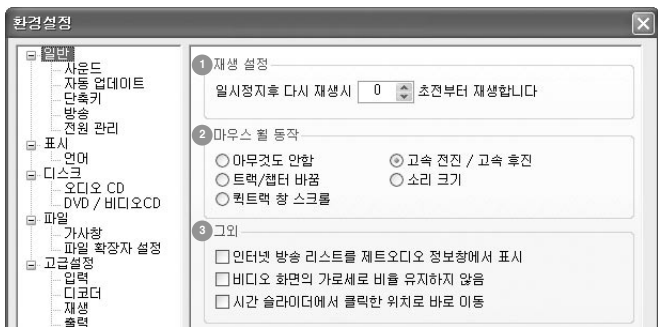 환경설정
일반
사운드
자동 업데이트
단축키
방송
전원 관리
표시
언어
디스크
오디오 CD
DVD / 비디오CD
파일
가사창
파일 확장자 설정
고급설정
입력
디코더
재생
출력
1 재생 설정
일시정지후 다시 재생시 0 초전부터 재생합니다
2 마우스 휠 동작
아무것도 안함 고속 전진 / 고속 후진
트랙/챕터 바꿈 소리 크기
퀵트랙 창 스크롤
3 그외
인터넷 방송 리스트를 제트오디오 정보창에서 표시
비디오 화면의 가로세로 비율 유지하지 않음
시간 슬라이더에서 클릭한 위치로 바로 이동